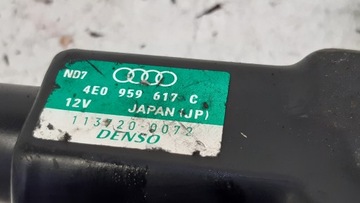 ND7
4E0 959 617 C
12V JAPAN (JP)
113720-0072
DENSO